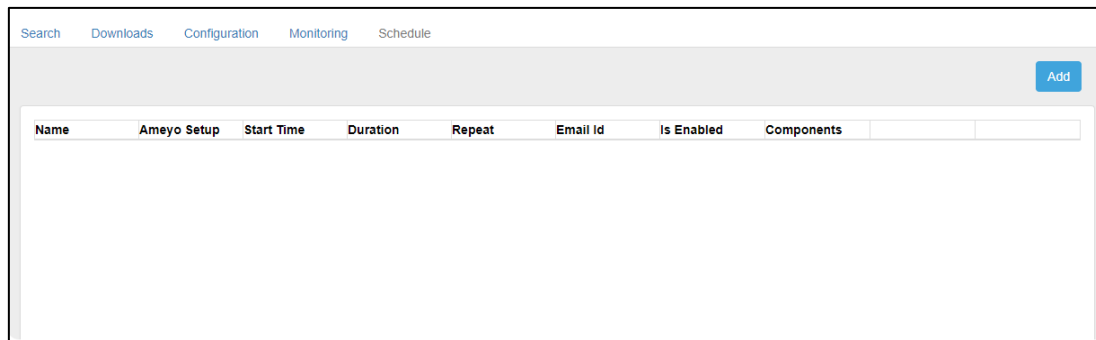 Search Downloads Configuration Monitoring Schedule
Add
Name Ameyo Setup Start Time Duration Repeat Email Id Is Enabled Components